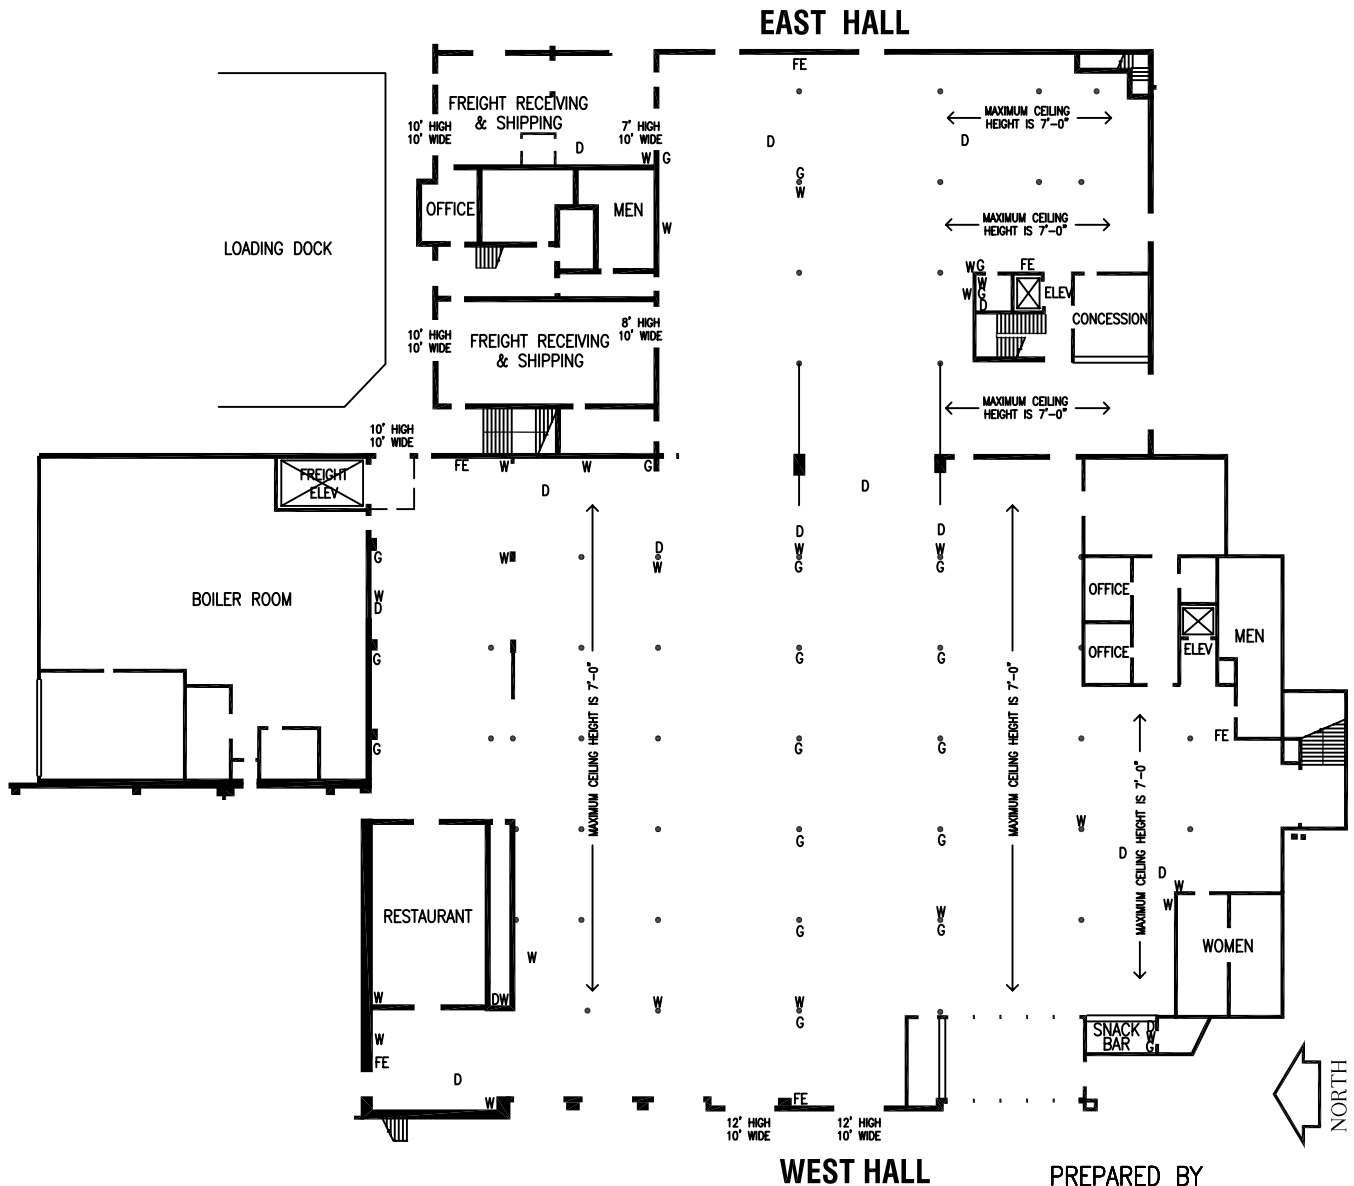 EAST HALL
FE
FREIGHT RECEIVING
& SHIPPING
10' HIGH
10' WIDE
7' HIGH
10' WIDE
D
W G
D
MAXIMUM CEILING
HEIGHT IS 7'-0"
D
G
W
OFFICE
MEN
W
MAXIMUM CEILING
HEIGHT IS 7'-0"
LOADING DOCK
W G
FE
W
W G
D
ELEV
CONCESSION
10' HIGH
10' WIDE
FREIGHT RECEIVING
& SHIPPING
8' HIGH
10' WIDE
MAXIMUM CEILING
HEIGHT IS 7'-0"
10' HIGH
10' WIDE
FE
W
W
G
FREIGHT
ELEV
D
D
D
W
G
D
W
G
W
D
W
G
BOILER ROOM
W
D
G
G
MAXIMUM CEILING HEIGHT IS 7'-0"
MAXIMUM CEILING HEIGHT IS 7'-0"
MAXIMUM CEILING HEIGHT IS 7'-0"
OFFICE
OFFICE
ELEV
MEN
G
G
G
G
FE
W
G
G
D
D
W
W
RESTAURANT
W
G
G
WOMEN
W
W
DW
W
W
G
W
FE
SNACK
BAR
D
W
G
D
W
FE
12' HIGH
10' WIDE
12' HIGH
10' WIDE
NORTH
WEST HALL
PREPARED BY